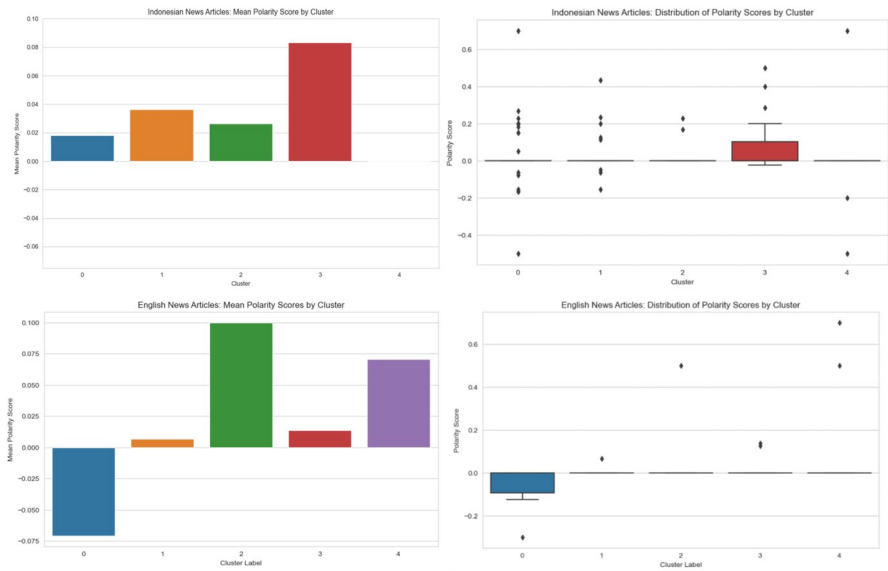 Indonesian News Articles: Mean Polarity Score by Cluster
Mean Polarity Score
0.10
0.08
0.06
0.04
0.02
0.00
−0.02
−0.04
−0.06
0 1 2 3 4
Cluster
Indonesian News Articles: Distribution of Polarity Scores by Cluster
Polarity Score
0.6
0.4
0.2
0.0
−0.2
−0.4
0 1 2 3 4
Cluster
English News Articles: Mean Polarity Scores by Cluster
Mean Polarity Score
0.100
0.075
0.050
0.025
0.000
−0.025
−0.050
−0.075
0 1 2 3 4
Cluster Label
English News Articles: Distribution of Polarity Scores by Cluster
Polarity Score
0.6
0.4
0.2
0.0
−0.2
0 1 2 3 4
Cluster Label